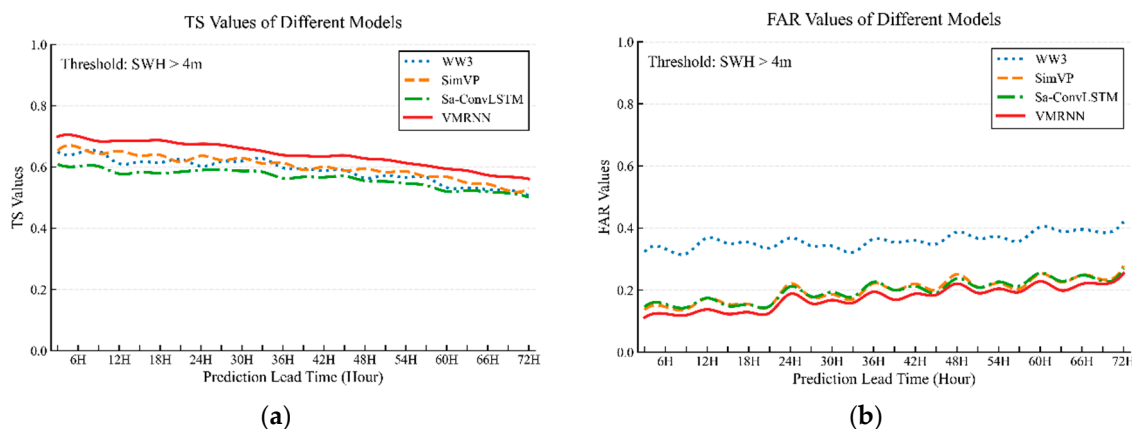 TS Values of Different Models
1.0
0.8
0.6
0.4
0.2
0.0
TS Values
Threshold: SWH > 4m
WW3
SimVP
Sa-ConvLSTM
VMRNN
6H 12H 18H 24H 30H 36H 42H 48H 54H 60H 66H 72H
Prediction Lead Time (Hour)
(a)
FAR Values of Different Models
1.0
0.8
0.6
0.4
0.2
0.0
FAR Values
Threshold: SWH > 4m
WW3
SimVP
Sa-ConvLSTM
VMRNN
6H 12H 18H 24H 30H 36H 42H 48H 54H 60H 66H 72H
Prediction Lead Time (Hour)
(b)